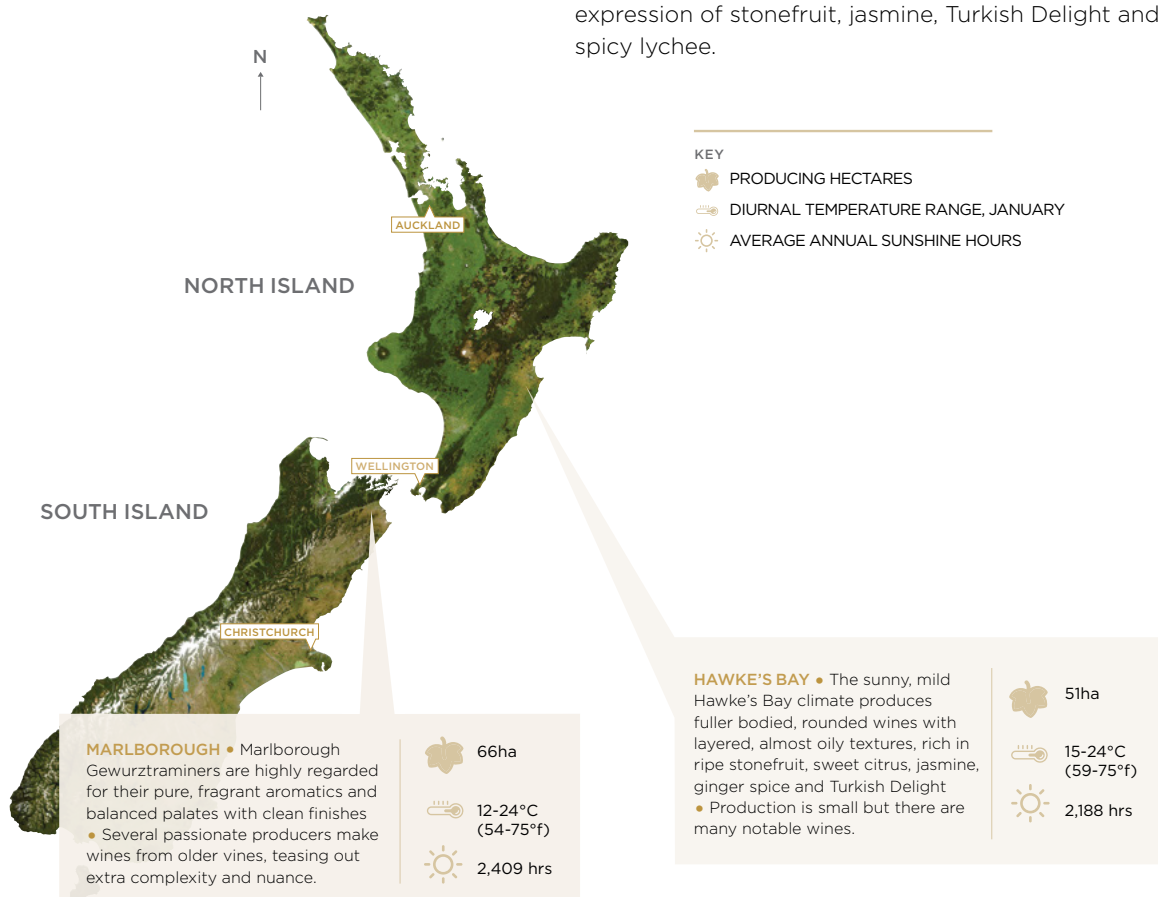 expression of stonefruit, jasmine, Turkish Delight and
spicy lychee.
N
KEY
PRODUCING HECTARES
DIURNAL TEMPERATURE RANGE, JANUARY
AVERAGE ANNUAL SUNSHINE HOURS
AUCKLAND
NORTH ISLAND
WELLINGTON
SOUTH ISLAND
CHRISTCHURCH
HAWKE'S BAY • The sunny, mild
Hawke's Bay climate produces
fuller bodied, rounded wines with
layered, almost oily textures, rich in
ripe stonefruit, sweet citrus, jasmine,
ginger spice and Turkish Delight
• Production is small but there are
many notable wines.
51ha
15-24°C
(59-75°f)
2,188 hrs
MARLBOROUGH • Marlborough
Gewurztraminers are highly regarded
for their pure, fragrant aromatics and
balanced palates with clean finishes
• Several passionate producers make
wines from older vines, teasing out
extra complexity and nuance.
66ha
12-24°C
(54-75°f)
2,409 hrs